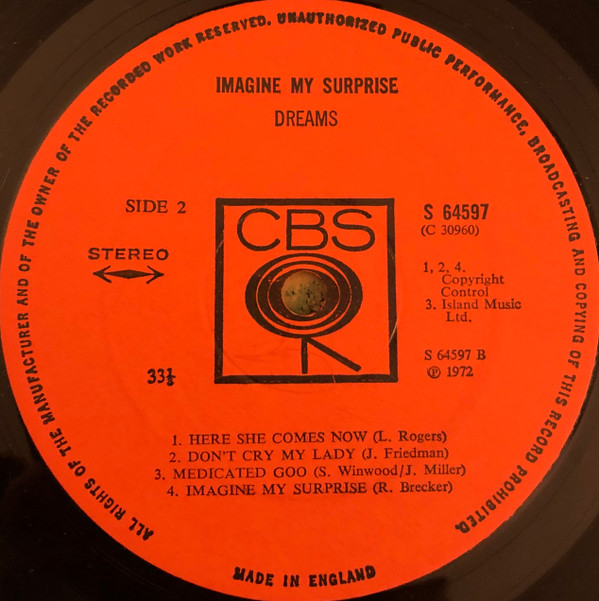 ALL RIGHTS OF THE MANUFACTURER AND OF THE OWNER OF THE RECORDED WORK RESERVED. UNAUTHORIZED PUBLIC PERFORMANCE, BROADCASTING AND COPYING OF THIS RECORD PROHIBITED.
IMAGINE MY SURPRISE
DREAMS
SIDE 2
STEREO
33⅓
CBS
S 64597
(C 30960)
1, 2, 4.
Copyright
Control
3. Island Music
Ltd.
S 64597 B
℗ 1972
1. HERE SHE COMES NOW (L. Rogers)
2. DON'T CRY MY LADY (J. Friedman)
3. MEDICATED GOO (S. Winwood/J. Miller)
4. IMAGINE MY SURPRISE (R. Brecker)
MADE IN ENGLAND